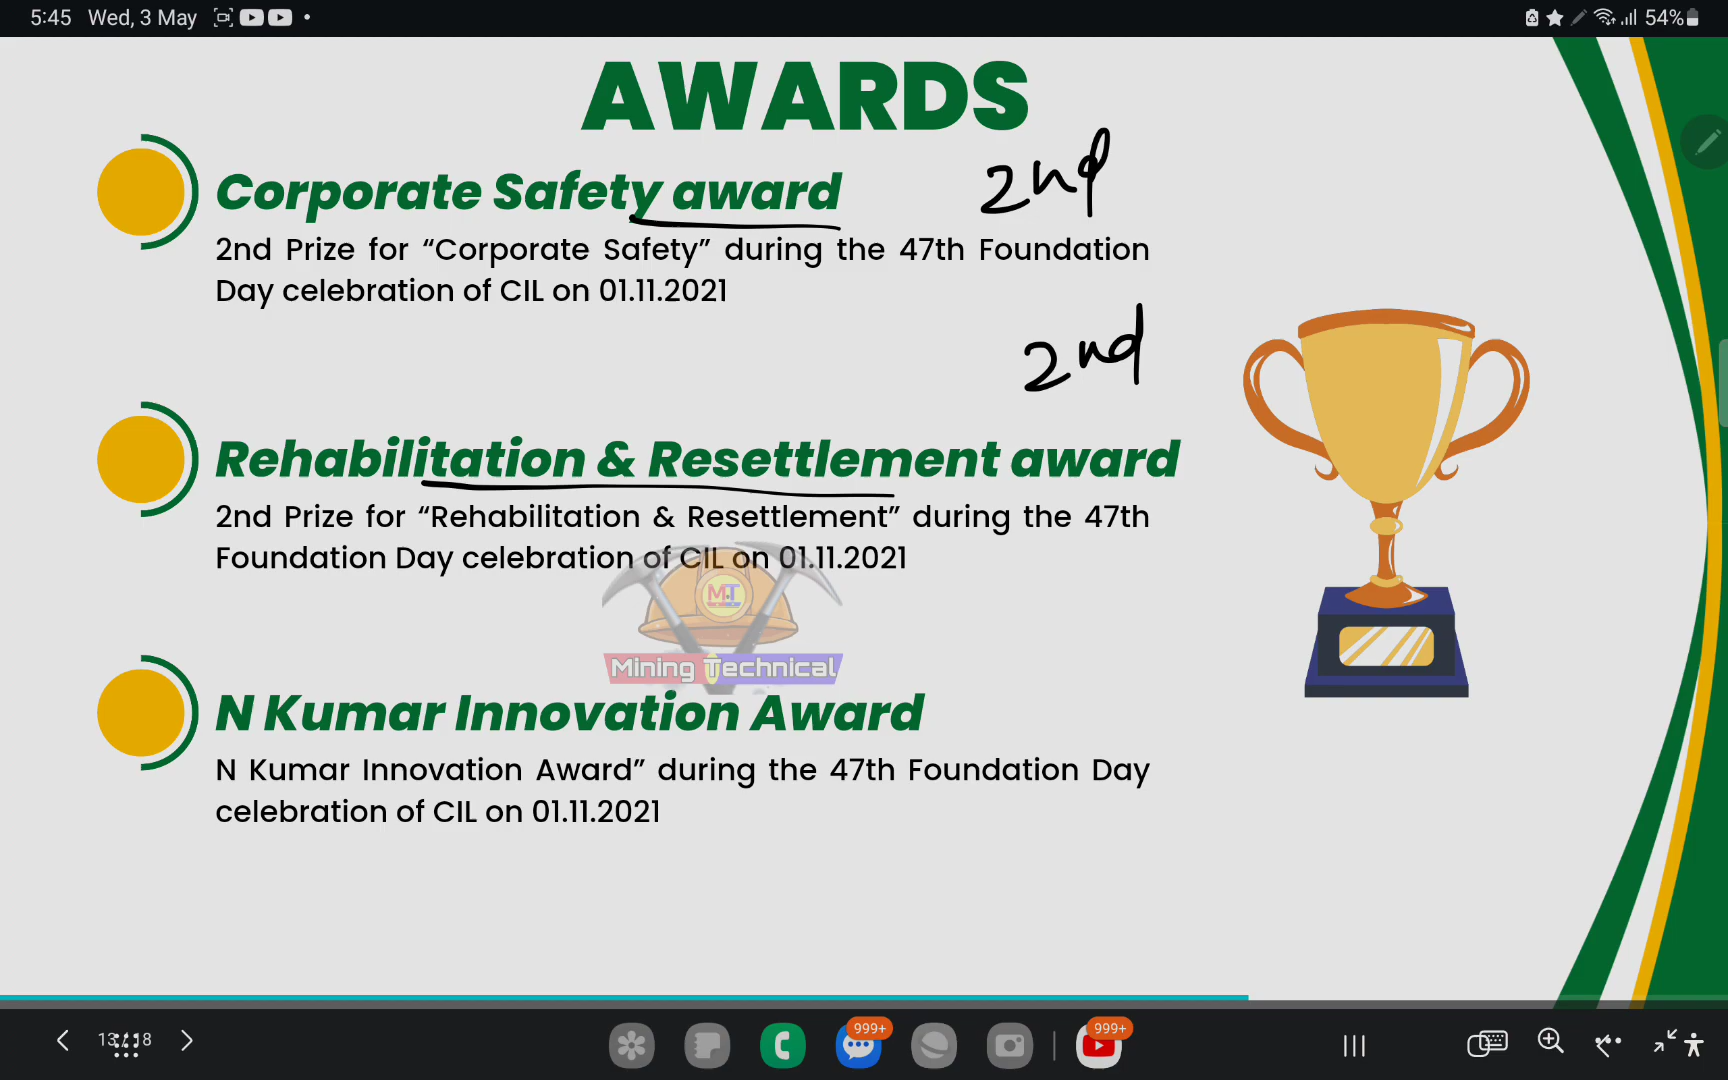 5:45 Wed, 3 May 54%
AWARDS
2nd
Corporate Safety award
2nd Prize for “Corporate Safety” during the 47th Foundation
Day celebration of CIL on 01.11.2021
2nd
Rehabilitation & Resettlement award
2nd Prize for “Rehabilitation & Resettlement” during the 47th
Foundation Day celebration of CIL on 01.11.2021
MT
Mining Technical
N Kumar Innovation Award
N Kumar Innovation Award” during the 47th Foundation Day
celebration of CIL on 01.11.2021
13/18
999+
999+